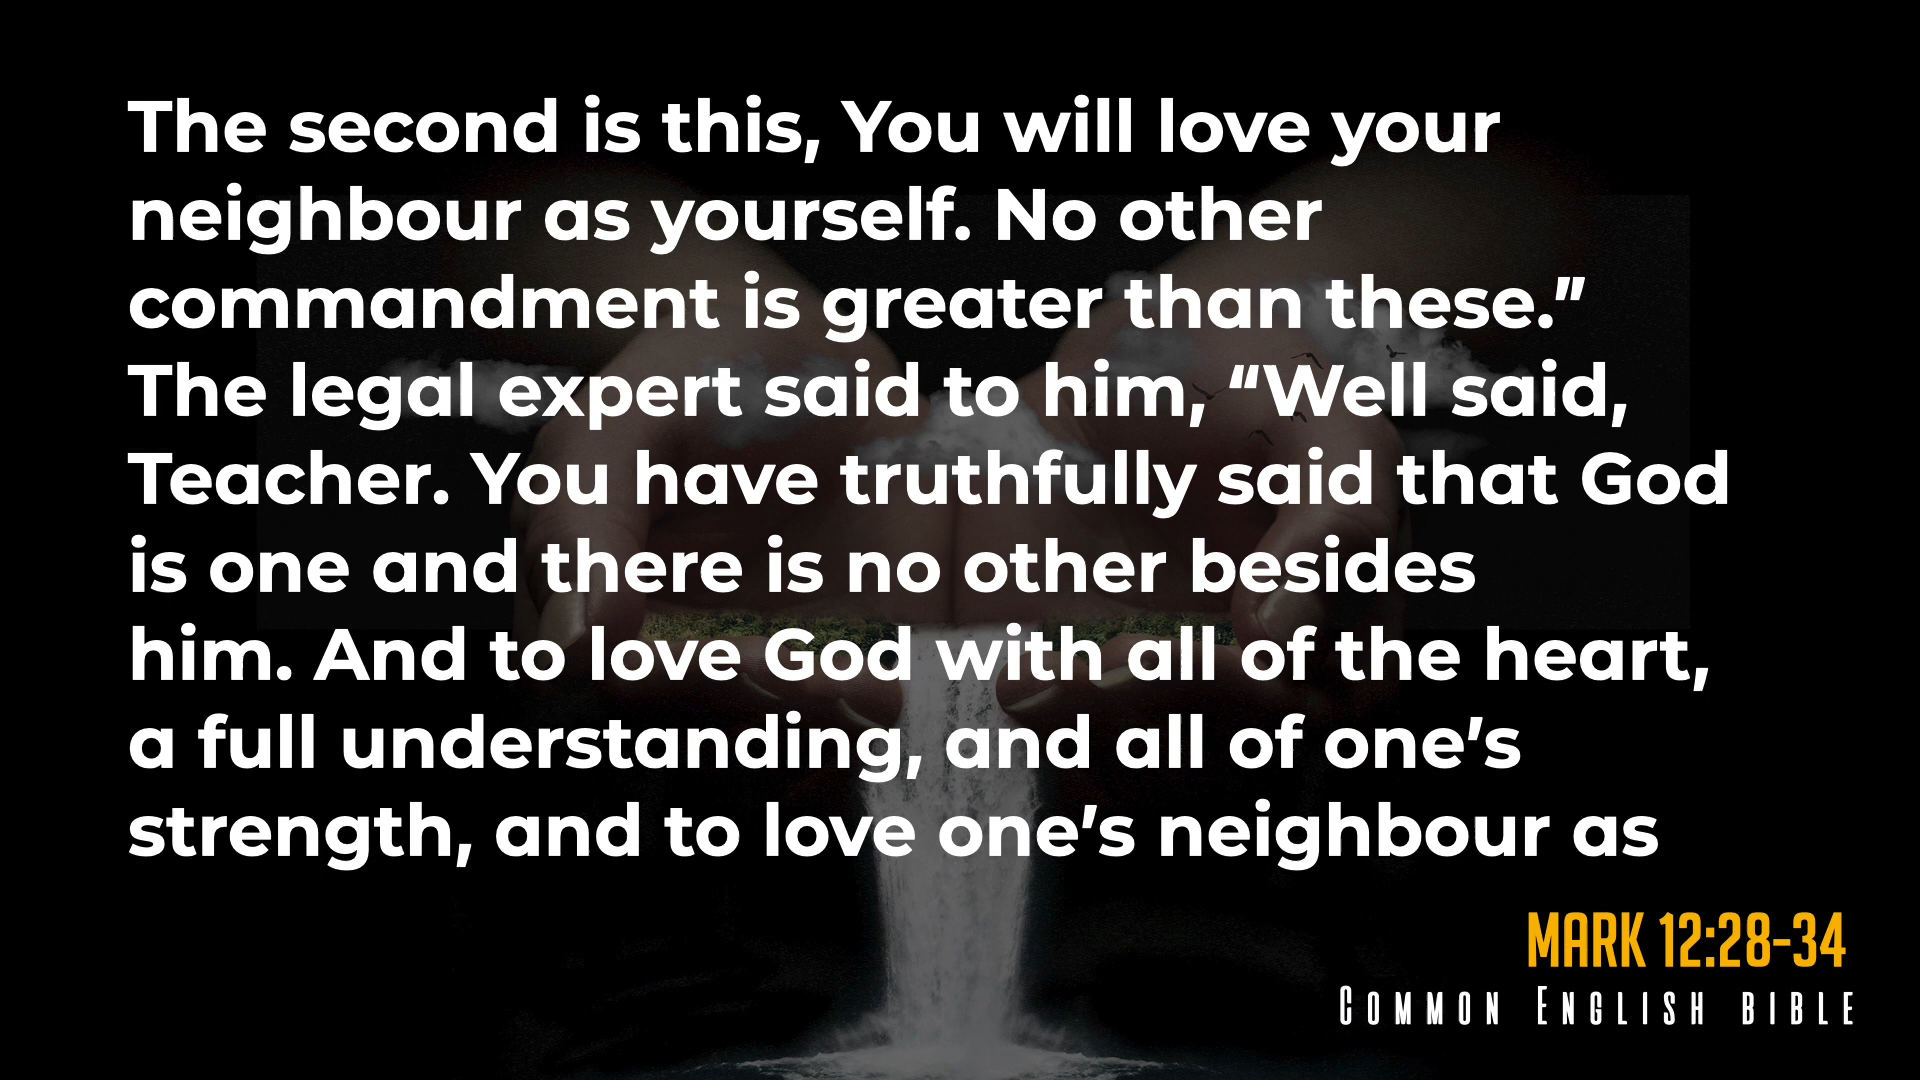 The second is this, You will love your
neighbour as yourself. No other
commandment is greater than these.”
The legal expert said to him, “Well said,
Teacher. You have truthfully said that God
is one and there is no other besides
him. And to love God with all of the heart,
a full understanding, and all of one’s
strength, and to love one’s neighbour as
MARK 12:28-34
COMMON ENGLISH BIBLE